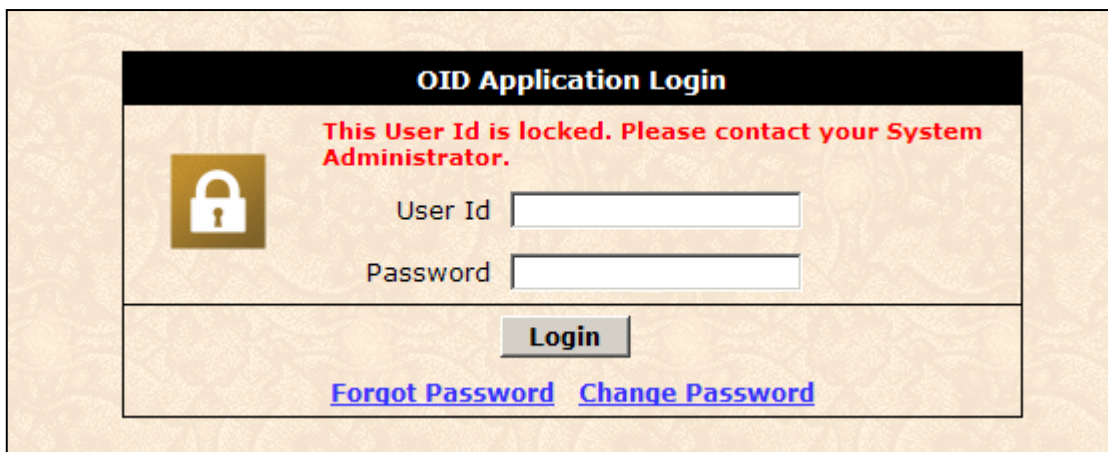 OID Application Login
This User Id is locked. Please contact your System
Administrator.
User Id
Password
Login
Forgot Password Change Password